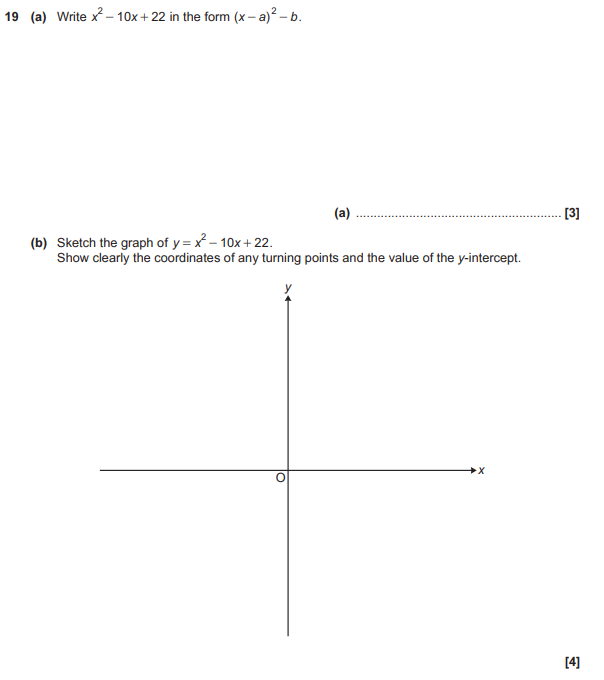 19 (a) Write x² – 10x + 22 in the form (x – a)² – b.
(a) ............................................................ [3]
(b) Sketch the graph of y = x² – 10x + 22.
Show clearly the coordinates of any turning points and the value of the y-intercept.
y
x
O
[4]